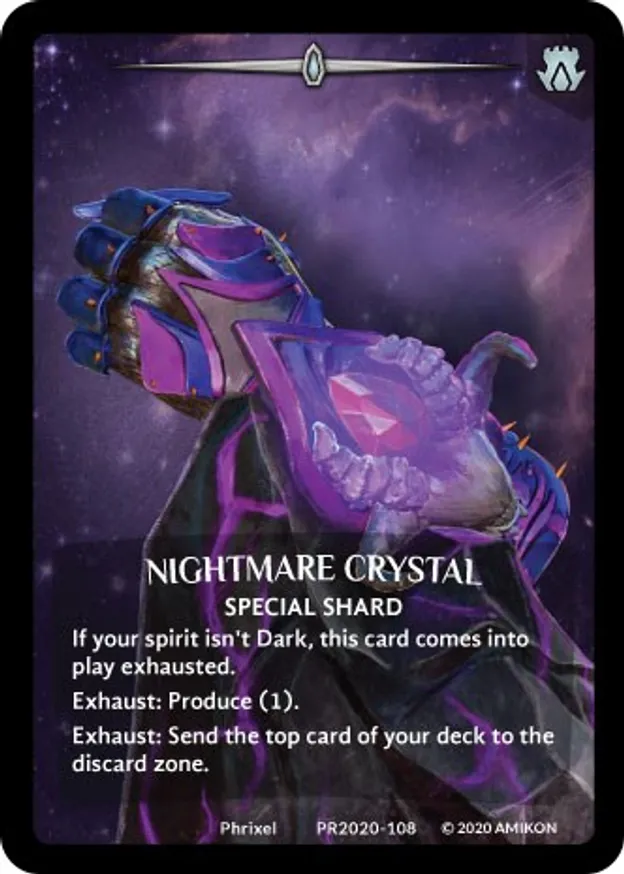 NIGHTMARE CRYSTAL
SPECIAL SHARD
If your spirit isn't Dark, this card comes into
play exhausted.
Exhaust: Produce (1).
Exhaust: Send the top card of your deck to the
discard zone.
Phrixel PR2020-108 © 2020 AMIKON